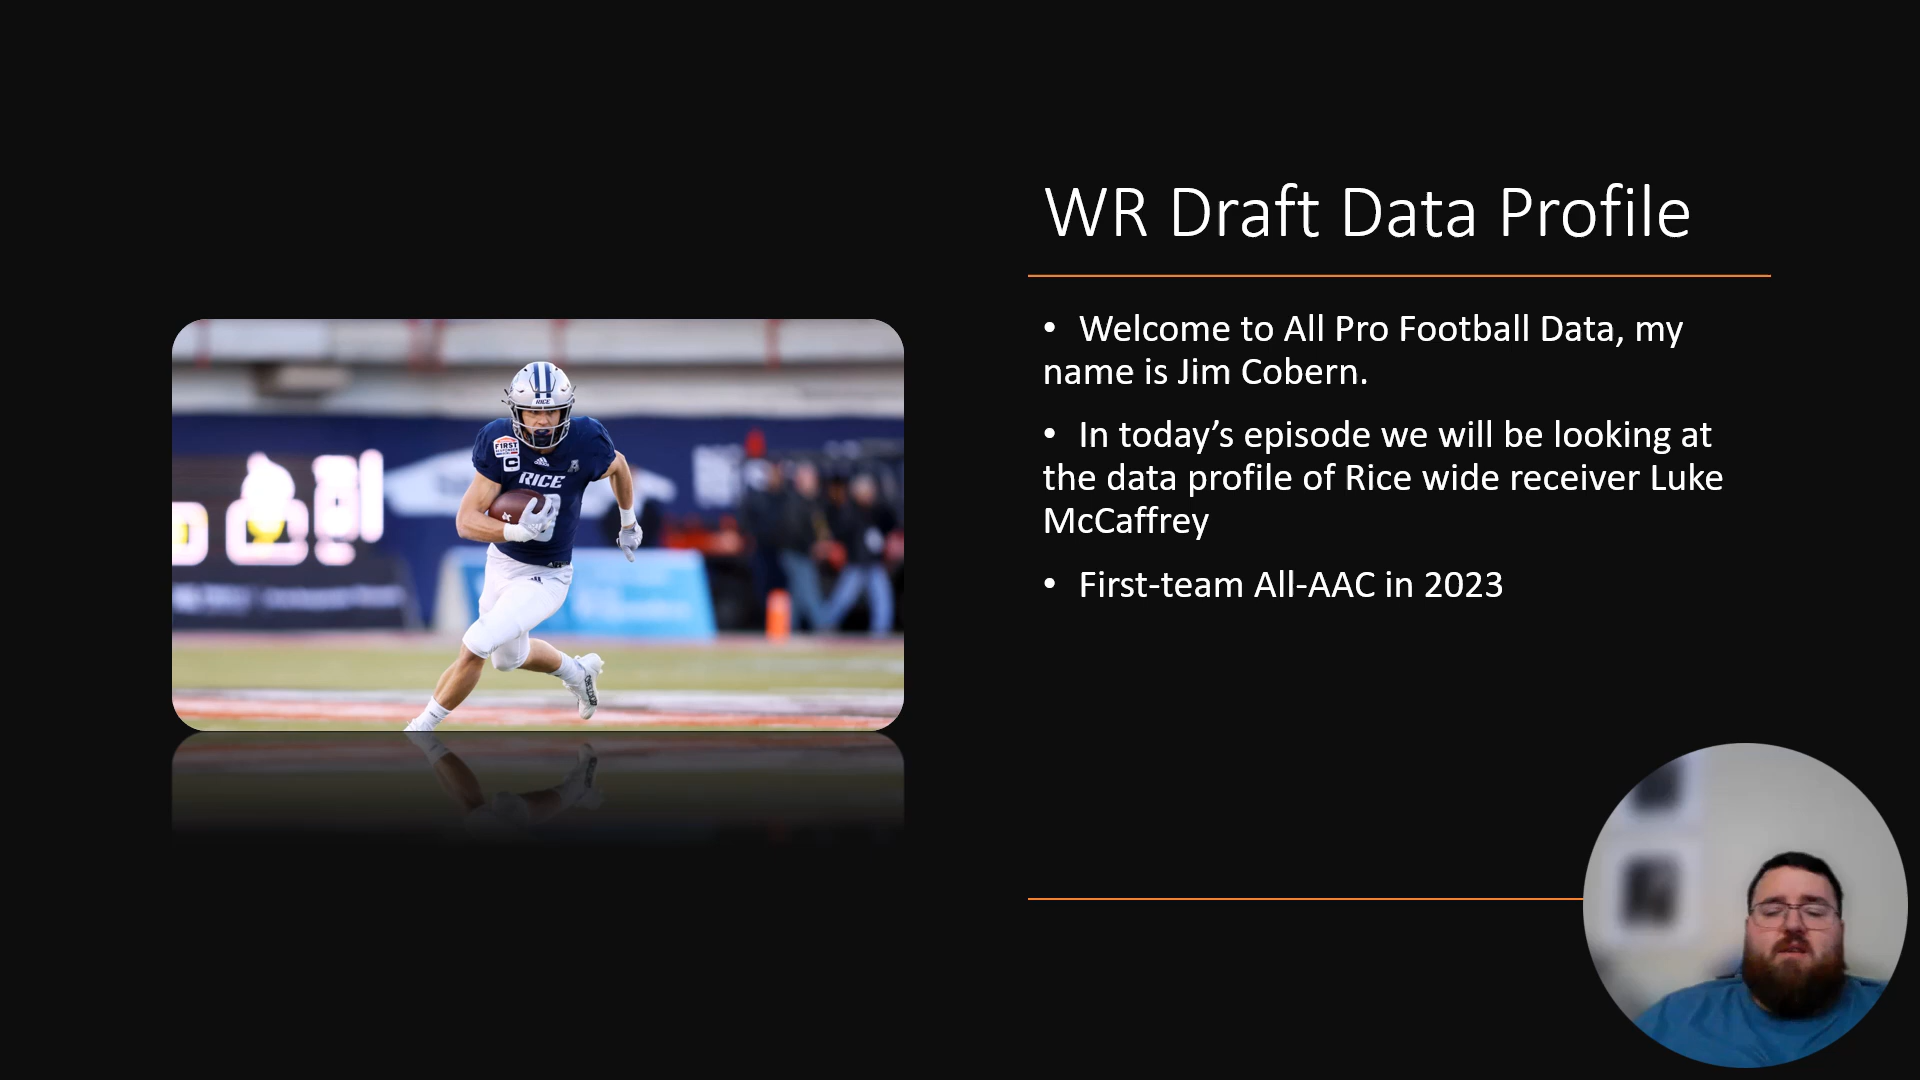 WR Draft Data Profile
• Welcome to All Pro Football Data, my
name is Jim Cobern.
• In today’s episode we will be looking at
the data profile of Rice wide receiver Luke
McCaffrey
• First-team All-AAC in 2023
RICE
F1RST
C
RICE